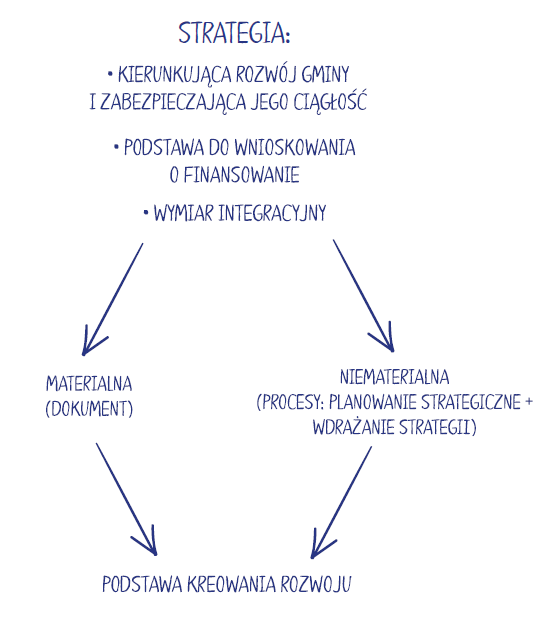 STRATEGIA:
• KIERUNKUJĄCA ROZWÓJ GMINY
I ZABEZPIECZAJĄCA JEGO CIĄGŁOŚĆ
• PODSTAWA DO WNIOSKOWANIA
O FINANSOWANIE
• WYMIAR INTEGRACYJNY
MATERIALNA
(DOKUMENT)
NIEMATERIALNA
(PROCESY: PLANOWANIE STRATEGICZNE +
WDRAŻANIE STRATEGII)
PODSTAWA KREOWANIA ROZWOJU